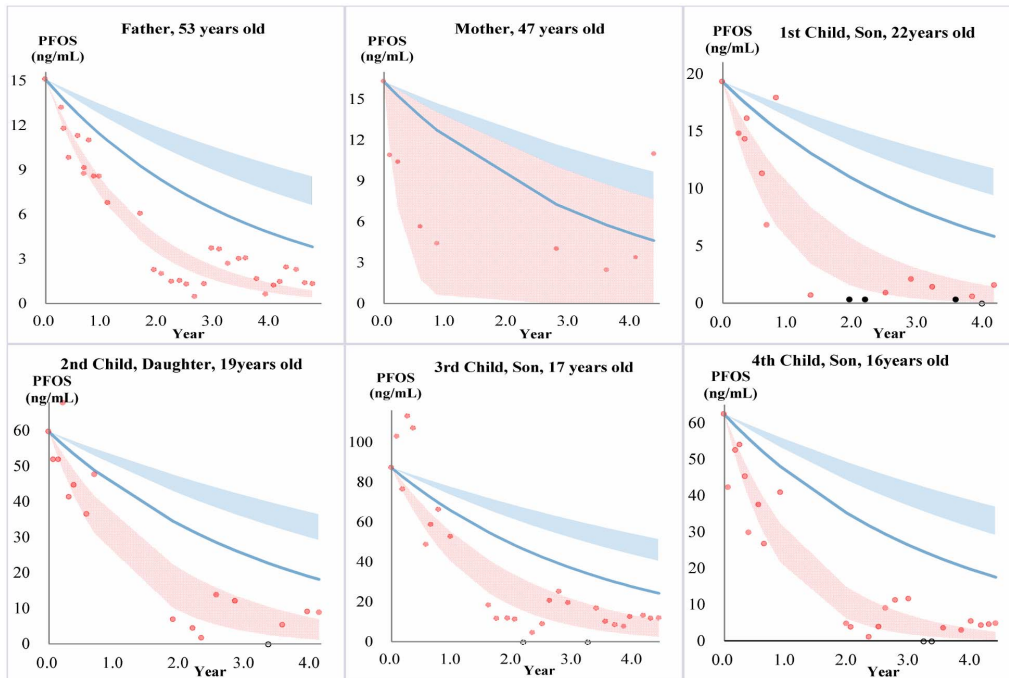 Father, 53 years old
PFOS
(ng/mL)
15
12
9
6
3
0
0.0 1.0 2.0 3.0 4.0
Year
Mother, 47 years old
PFOS
(ng/mL)
15
12
9
6
3
0
0.0 1.0 2.0 3.0 4.0
Year
1st Child, Son, 22years old
PFOS
(ng/mL)
20
15
10
5
0
0.0 1.0 2.0 3.0 4.0
Year
2nd Child, Daughter, 19years old
PFOS
(ng/mL)
60
50
40
30
20
10
0
0.0 1.0 2.0 3.0 4.0
Year
3rd Child, Son, 17 years old
PFOS
(ng/mL)
100
80
60
40
20
0
0.0 1.0 2.0 3.0 4.0
Year
4th Child, Son, 16years old
PFOS
(ng/mL)
60
50
40
30
20
10
0
0.0 1.0 2.0 3.0 4.0
Year